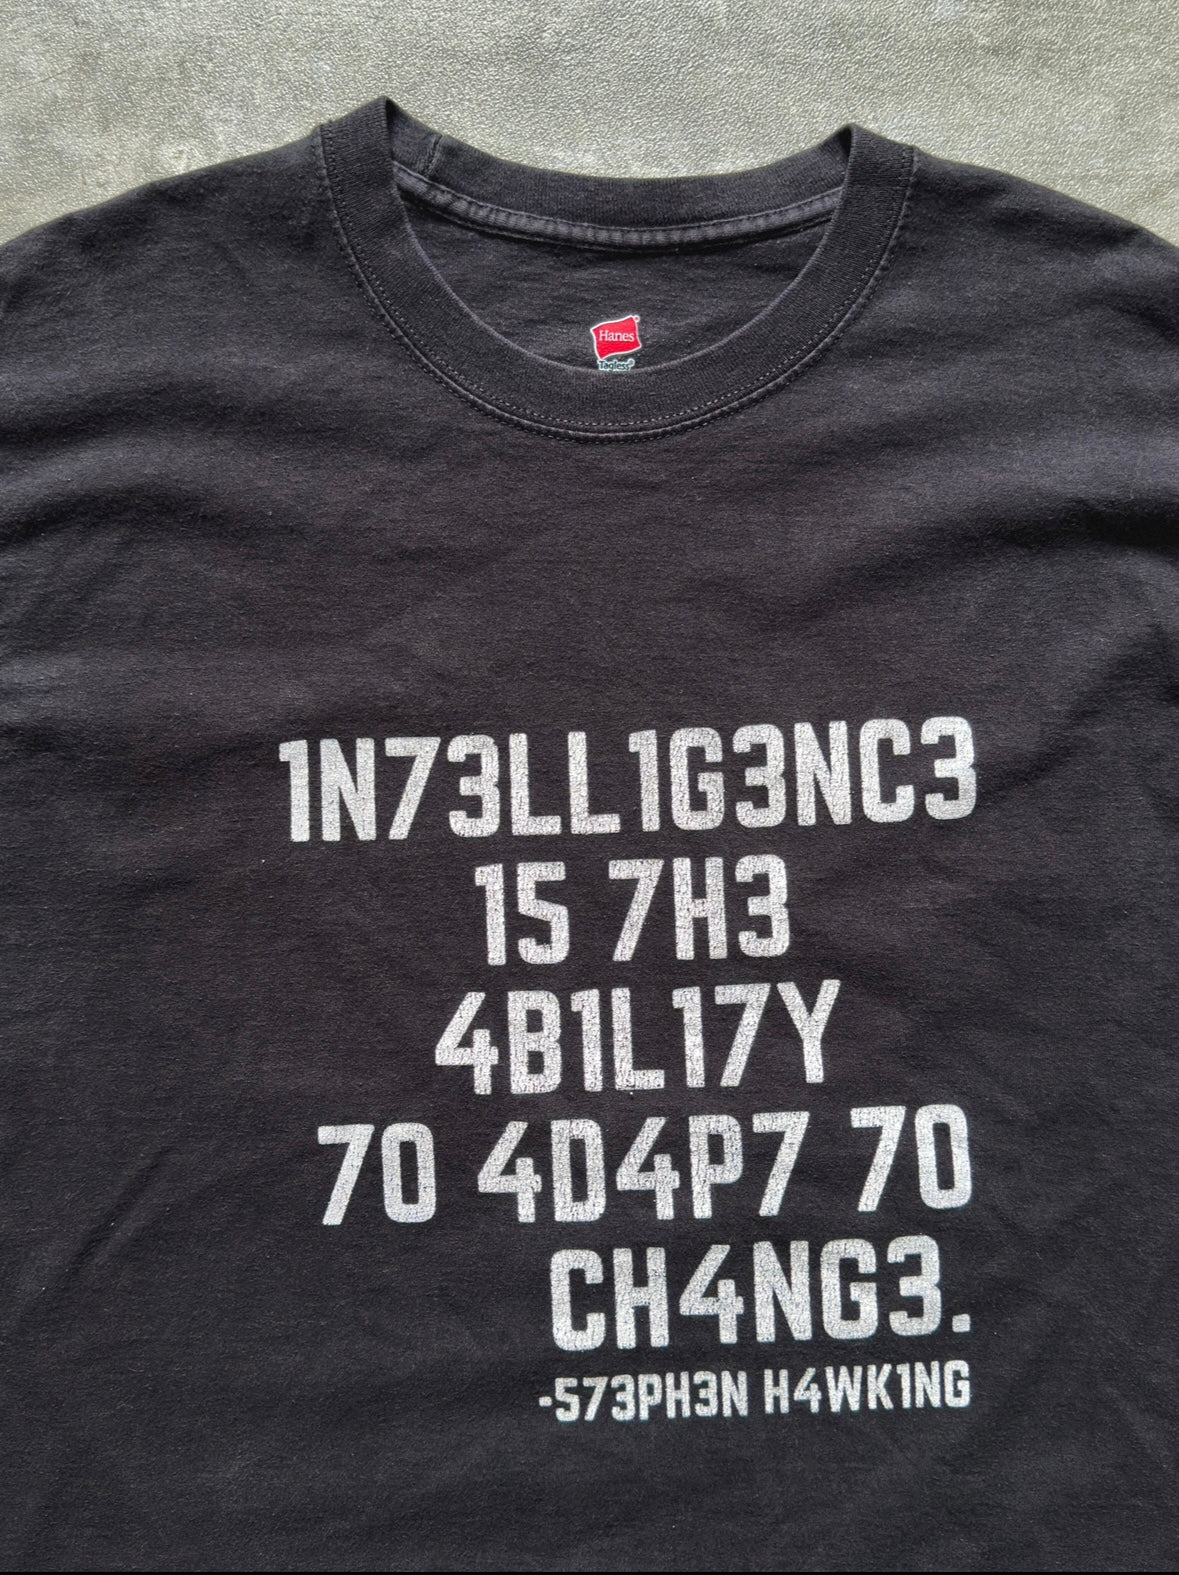 Hanes
Tagless®
1N73LL1G3NC3
15 7H3
4B1L17Y
70 4D4P7 70
CH4NG3.
-573PH3N H4WK1NG